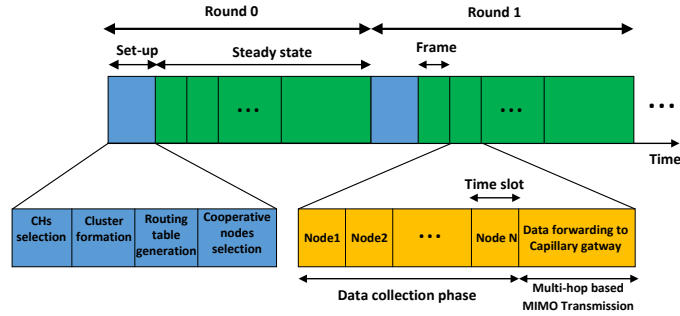 Round 0
Round 1
Set-up
Steady state
Frame
...
...
...
Time
Time slot
CHs
selection
Cluster
formation
Routing
table
generation
Cooperative
nodes
selection
Node1
Node2
...
Node N
Data forwarding to
Capillary gatway
Data collection phase
Multi-hop based
MIMO Transmission